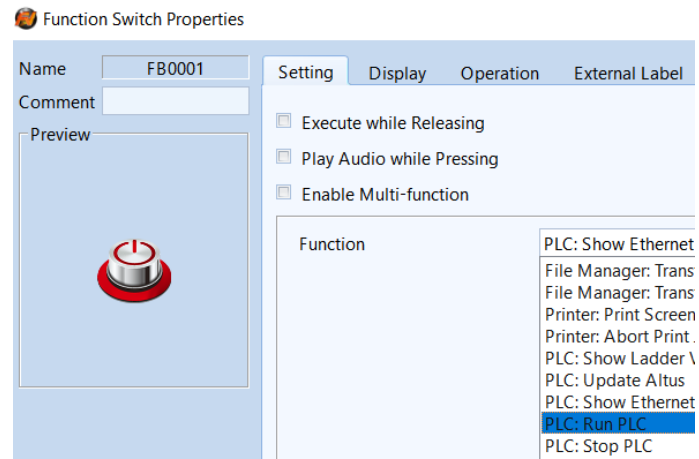 Function Switch Properties
Name FB0001
Comment
Preview
Setting Display Operation External Label
Execute while Releasing
Play Audio while Pressing
Enable Multi-function
Function PLC: Show Ethernet
File Manager:
File Manager:
Printer: Print Screen
Printer: Abort Print
PLC: Show Ladder
PLC: Update Altus
PLC: Show Ethernet
PLC: Run PLC
PLC: Stop PLC